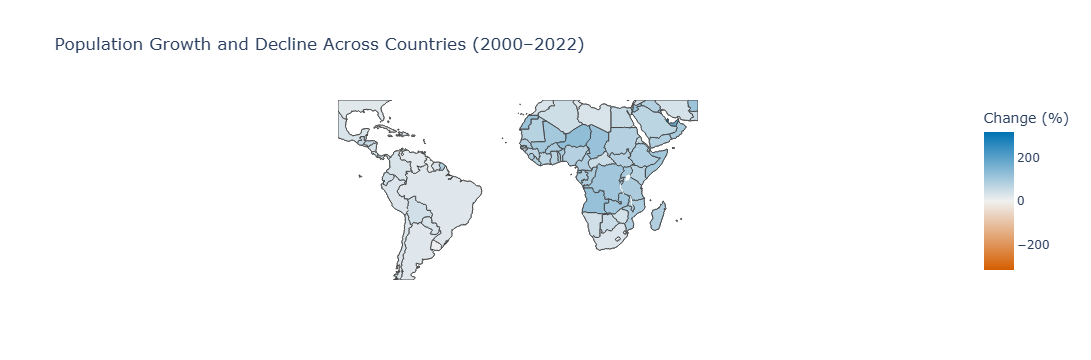 Population Growth and Decline Across Countries (2000–2022)
Change (%)
200
0
−200